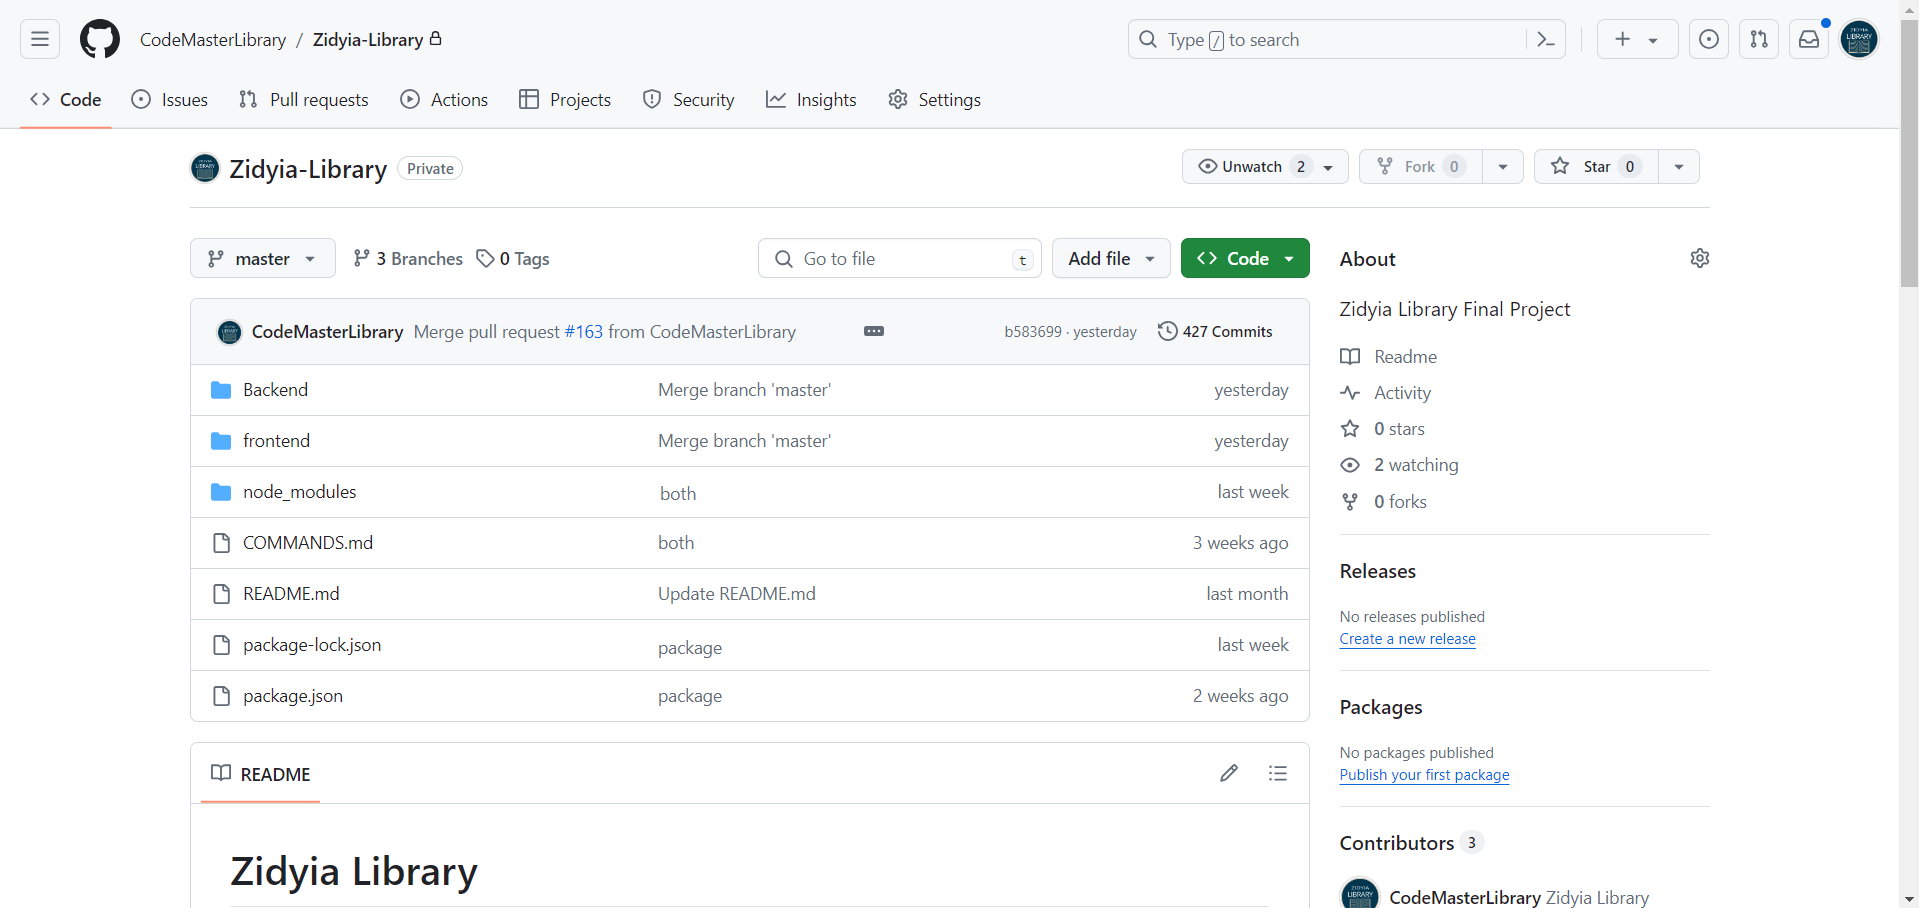 CodeMasterLibrary / Zidyia-Library
Type / to search
Code Issues Pull requests Actions Projects Security Insights Settings
Zidyia-Library Private
Unwatch 2 Fork 0 Star 0
master 3 Branches 0 Tags
Go to file t Add file Code
CodeMasterLibrary Merge pull request #163 from CodeMasterLibrary b583699 · yesterday 427 Commits
Backend Merge branch 'master' yesterday
frontend Merge branch 'master' yesterday
node_modules both last week
COMMANDS.md both 3 weeks ago
README.md Update README.md last month
package-lock.json package last week
package.json package 2 weeks ago
README
Zidyia Library
About
Zidyia Library Final Project
Readme
Activity
0 stars
2 watching
0 forks
Releases
No releases published
Create a new release
Packages
No packages published
Publish your first package
Contributors 3
CodeMasterLibrary Zidyia Library